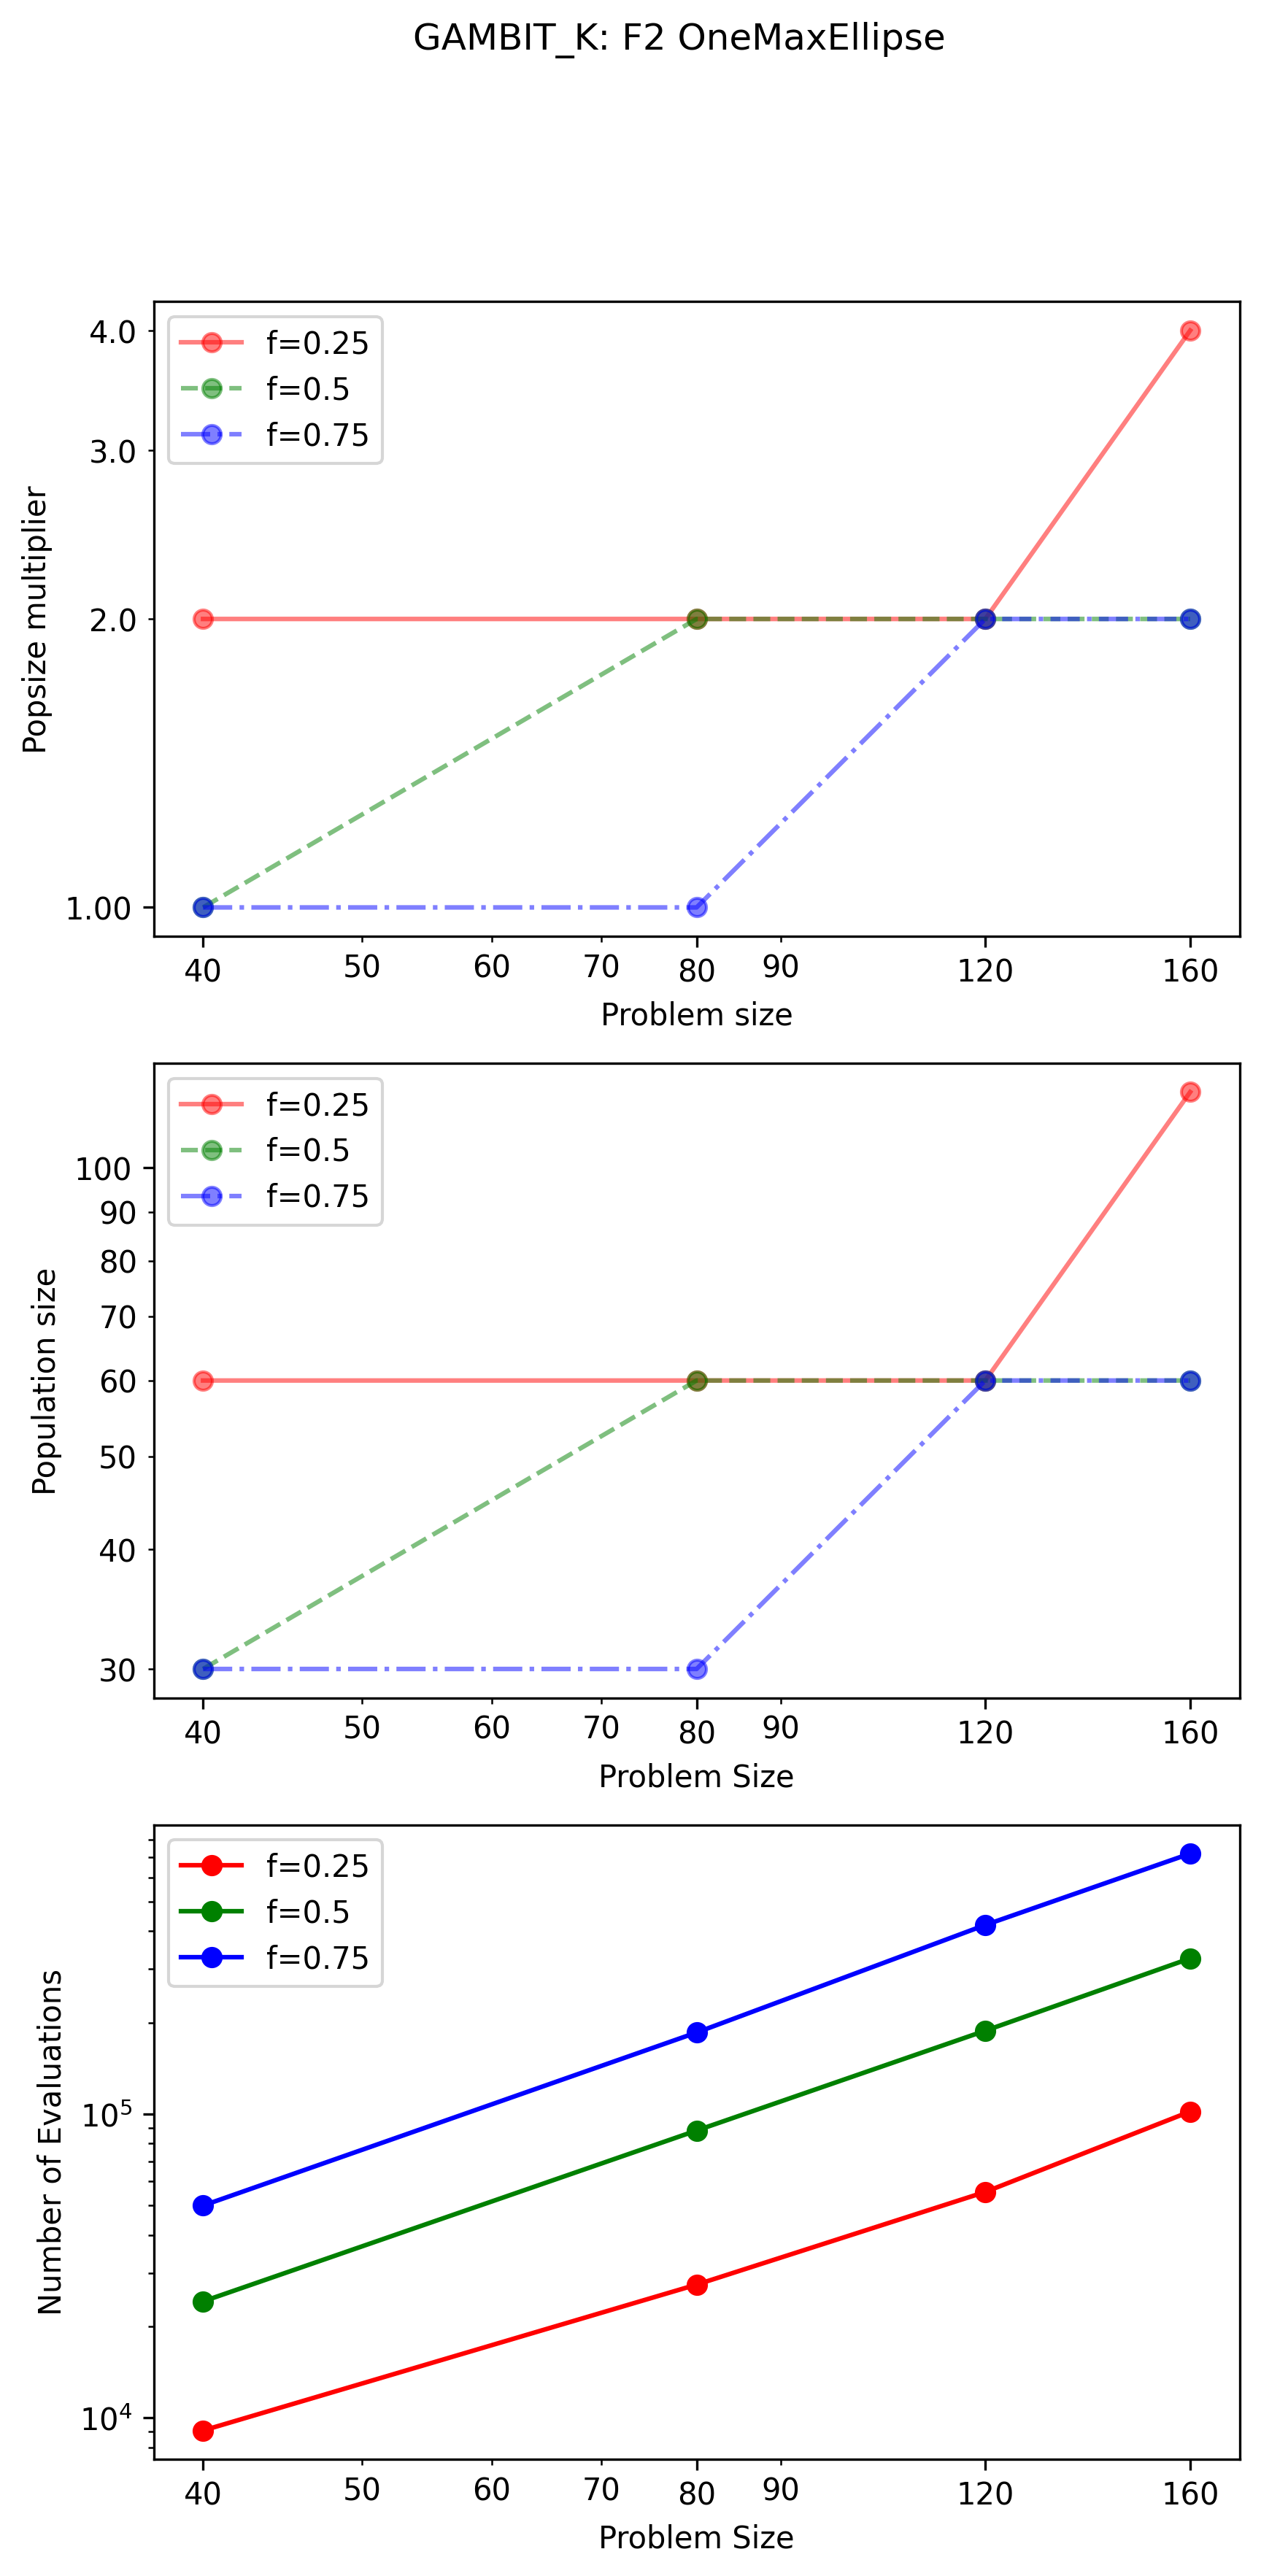 GAMBIT_K: F2 OneMaxEllipse
f=0.25
f=0.5
f=0.75
4.0
3.0
2.0
1.00
Popsize multiplier
40 50 60 70 80 90 120 160
Problem size
f=0.25
f=0.5
f=0.75
100
90
80
70
60
50
40
30
Population size
40 50 60 70 80 90 120 160
Problem Size
f=0.25
f=0.5
f=0.75
10⁵
10⁴
Number of Evaluations
40 50 60 70 80 90 120 160
Problem Size